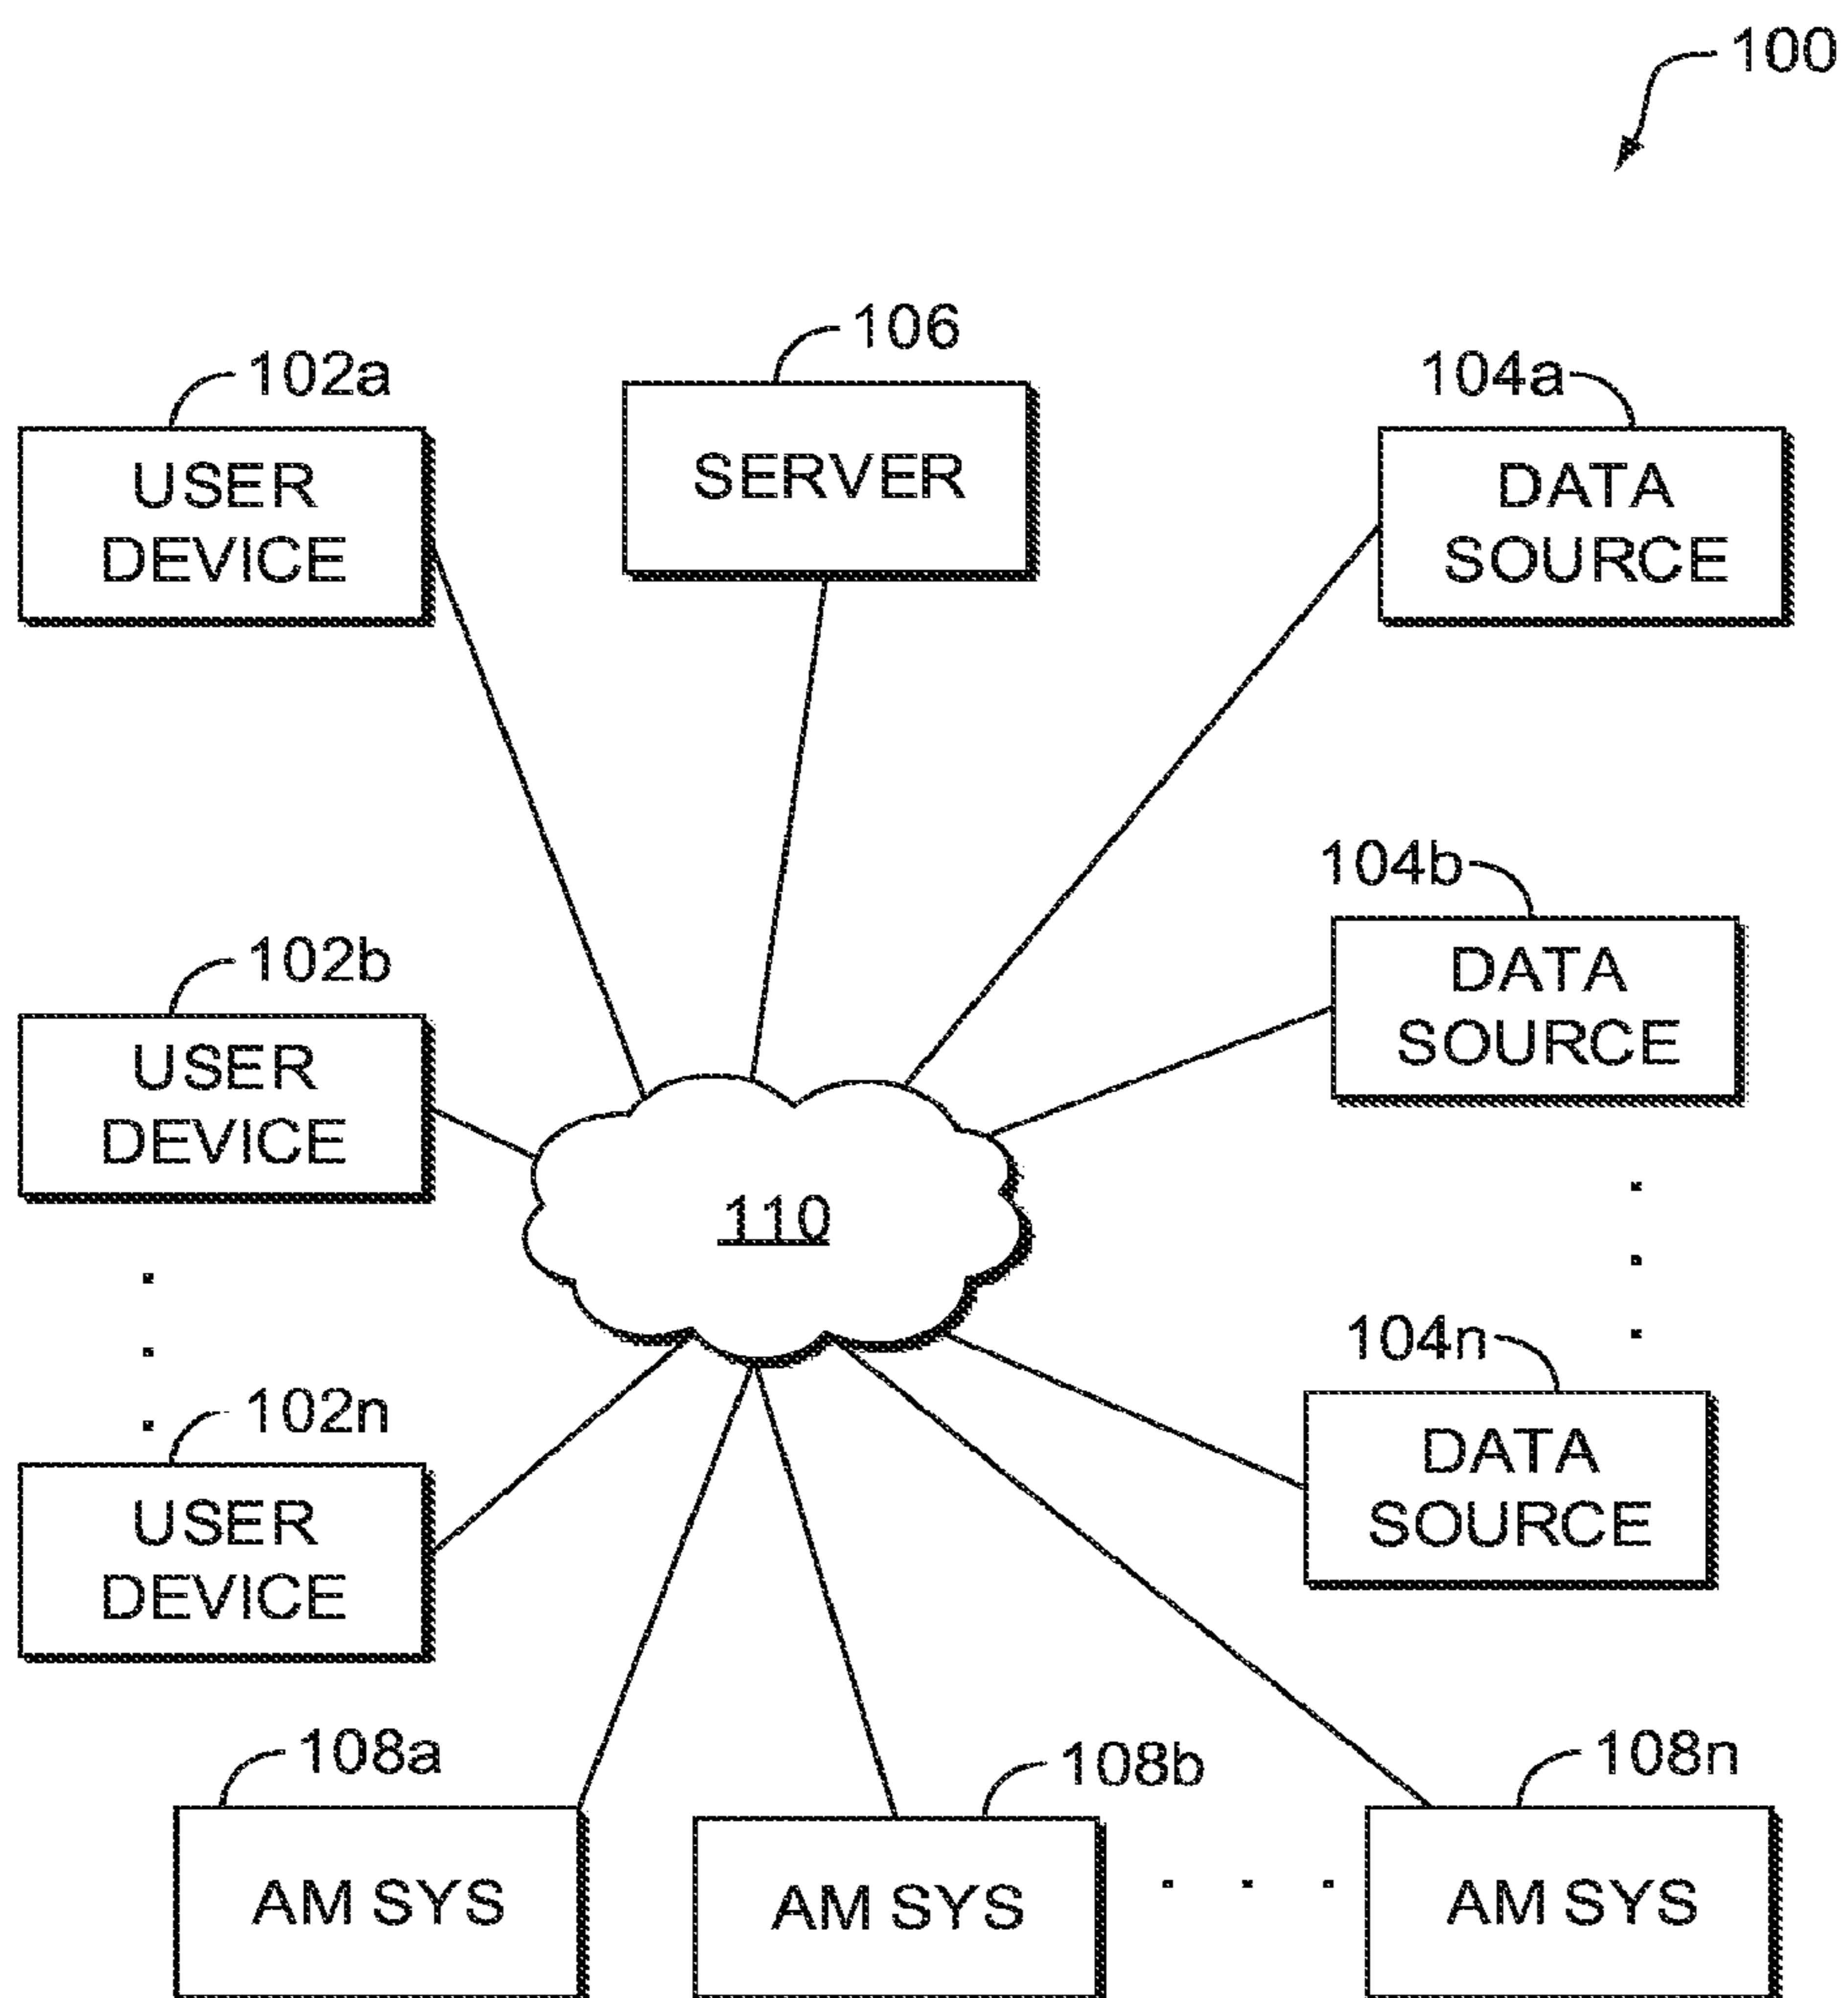 100
106
102a
104a
USER
DEVICE
SERVER
DATA
SOURCE
104b
102b
DATA
SOURCE
USER
DEVICE
110
104n
102n
DATA
SOURCE
USER
DEVICE
108a
108b
108n
AM SYS
AM SYS
AM SYS